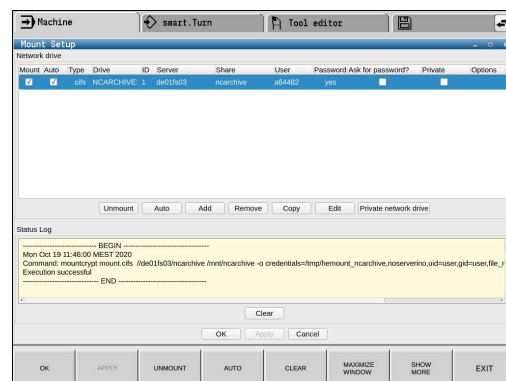 Machine
smart.Turn
Tool editor
Mount Setup
Network drive
Mount Auto Type Drive ID Server Share User Password Ask for password? Private Options
cifs NCARCHIVE: 1 de01fs03 ncarchive a64482 yes
Unmount Auto Add Remove Copy Edit Private network drive
Status Log
------------------------------ BEGIN -----------------------------------
Mon Oct 19 11:46:00 MEST 2020
Command: mountcrypt mount.cifs //de01fs03/ncarchive /mnt/ncarchive -o credentials=/tmp/hemount_ncarchive,noserverino,uid=user,gid=user,file_
Execution successful
------------------------------- END ------------------------------------
Clear
OK Apply Cancel
OK APPLY UNMOUNT AUTO CLEAR MAXIMIZE WINDOW SHOW MORE EXIT